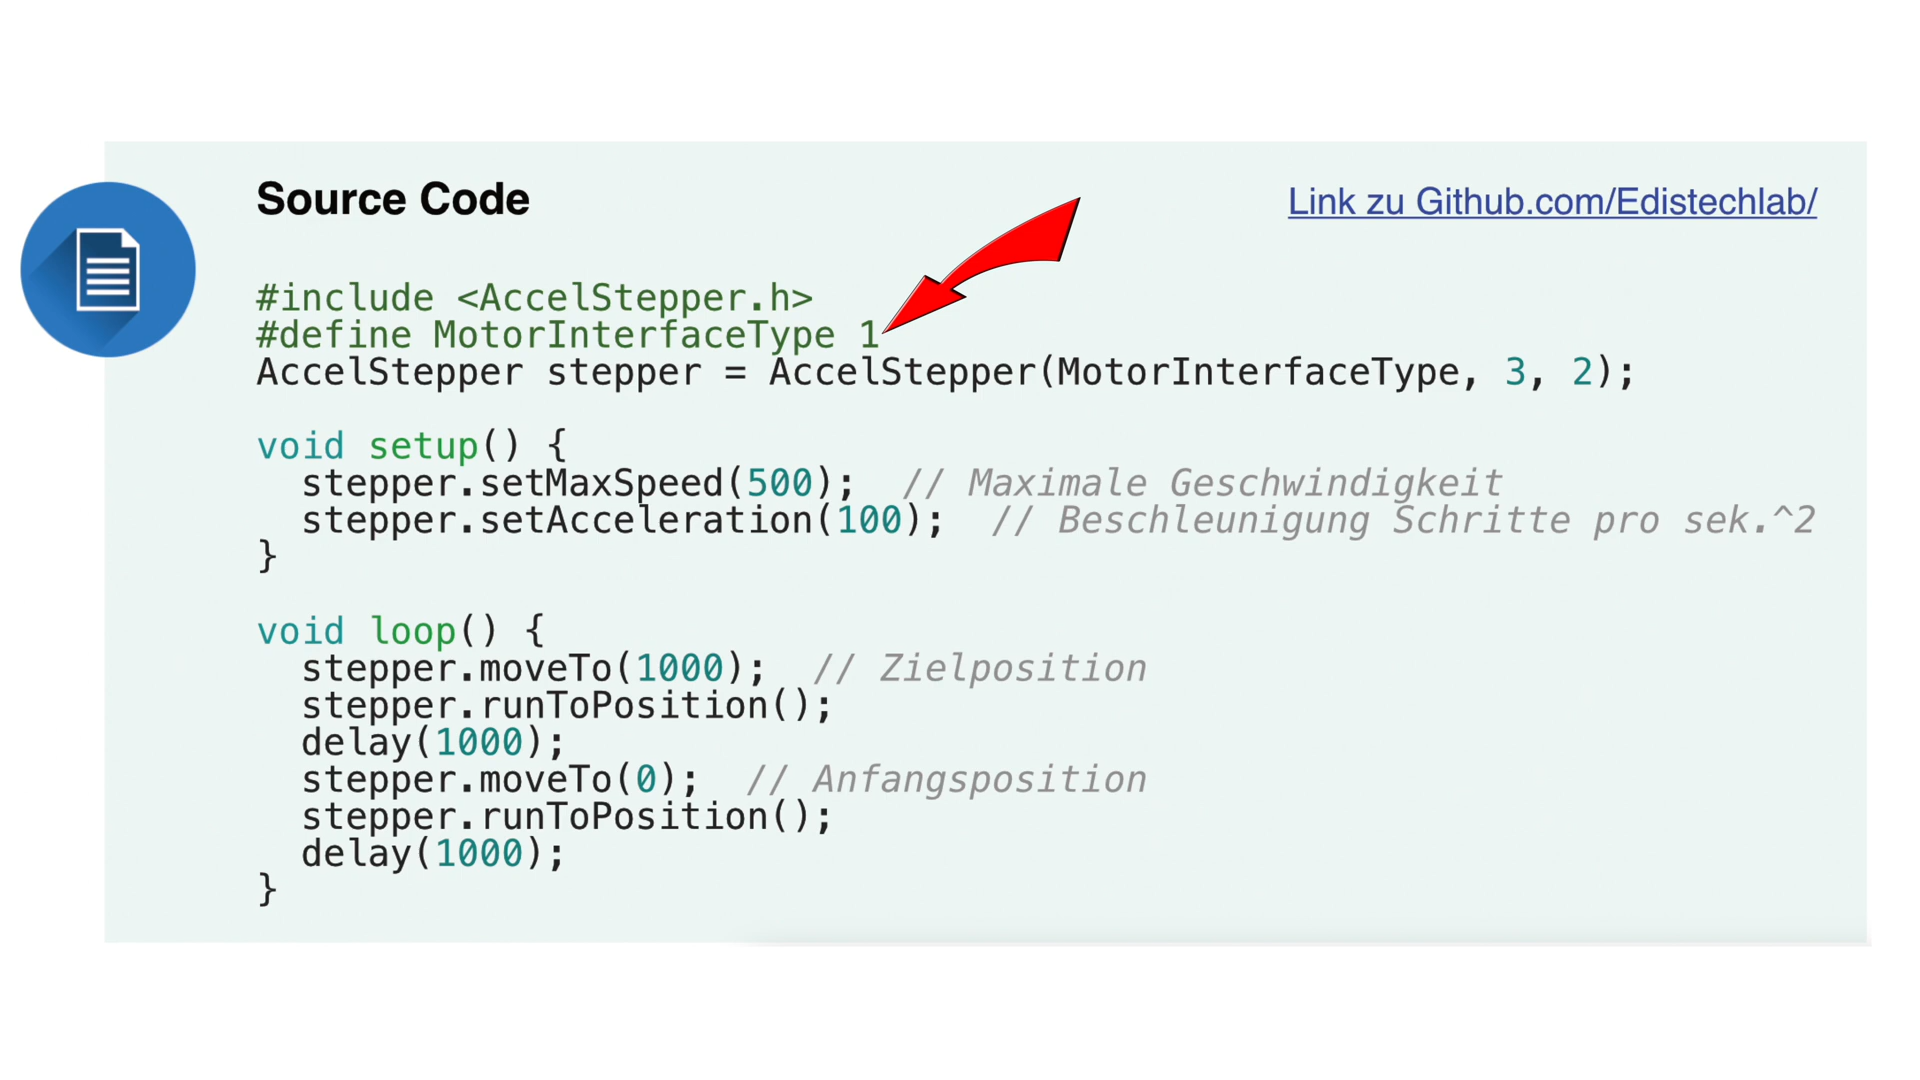 Source Code
Link zu Github.com/Edistechlab/
#include <AccelStepper.h>
#define MotorInterfaceType 1
AccelStepper stepper = AccelStepper(MotorInterfaceType, 3, 2);
void setup() {
  stepper.setMaxSpeed(500);  // Maximale Geschwindigkeit
  stepper.setAcceleration(100);  // Beschleunigung Schritte pro sek.^2
}
void loop() {
  stepper.moveTo(1000);  // Zielposition
  stepper.runToPosition();
  delay(1000);
  stepper.moveTo(0);  // Anfangsposition
  stepper.runToPosition();
  delay(1000);
}